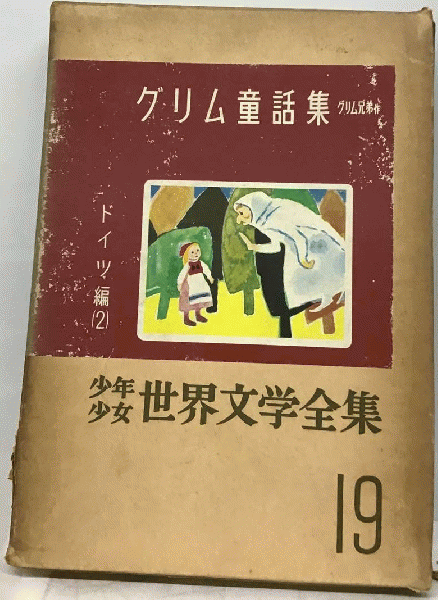 グリム童話集 グリム兄弟作
ドイツ編(2)
少年少女 世界文学全集
19